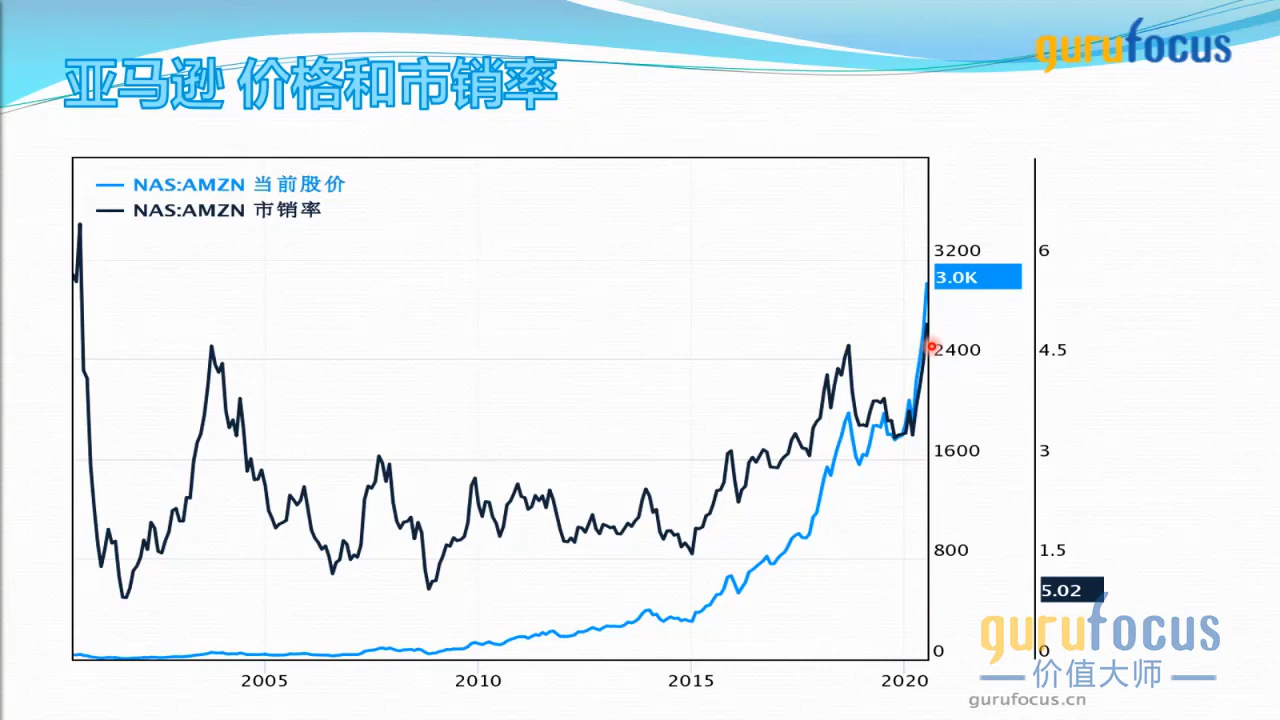 gurufocus
亚马逊 价格和市销率
NAS:AMZN 当前股价
NAS:AMZN 市销率
3200
6
3.0K
2400
4.5
1600
3
800
1.5
5.02
0
0
2005
2010
2015
2020
gurufocus
价值大师
gurufocus.cn